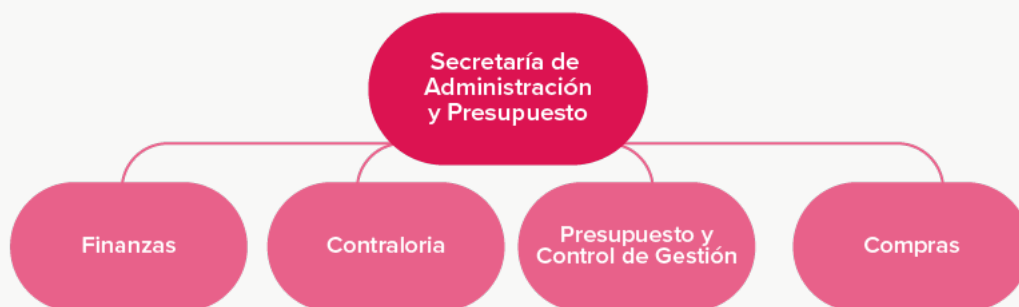 Secretaría de
Administración
y Presupuesto
Finanzas
Contraloria
Presupuesto y
Control de Gestión
Compras